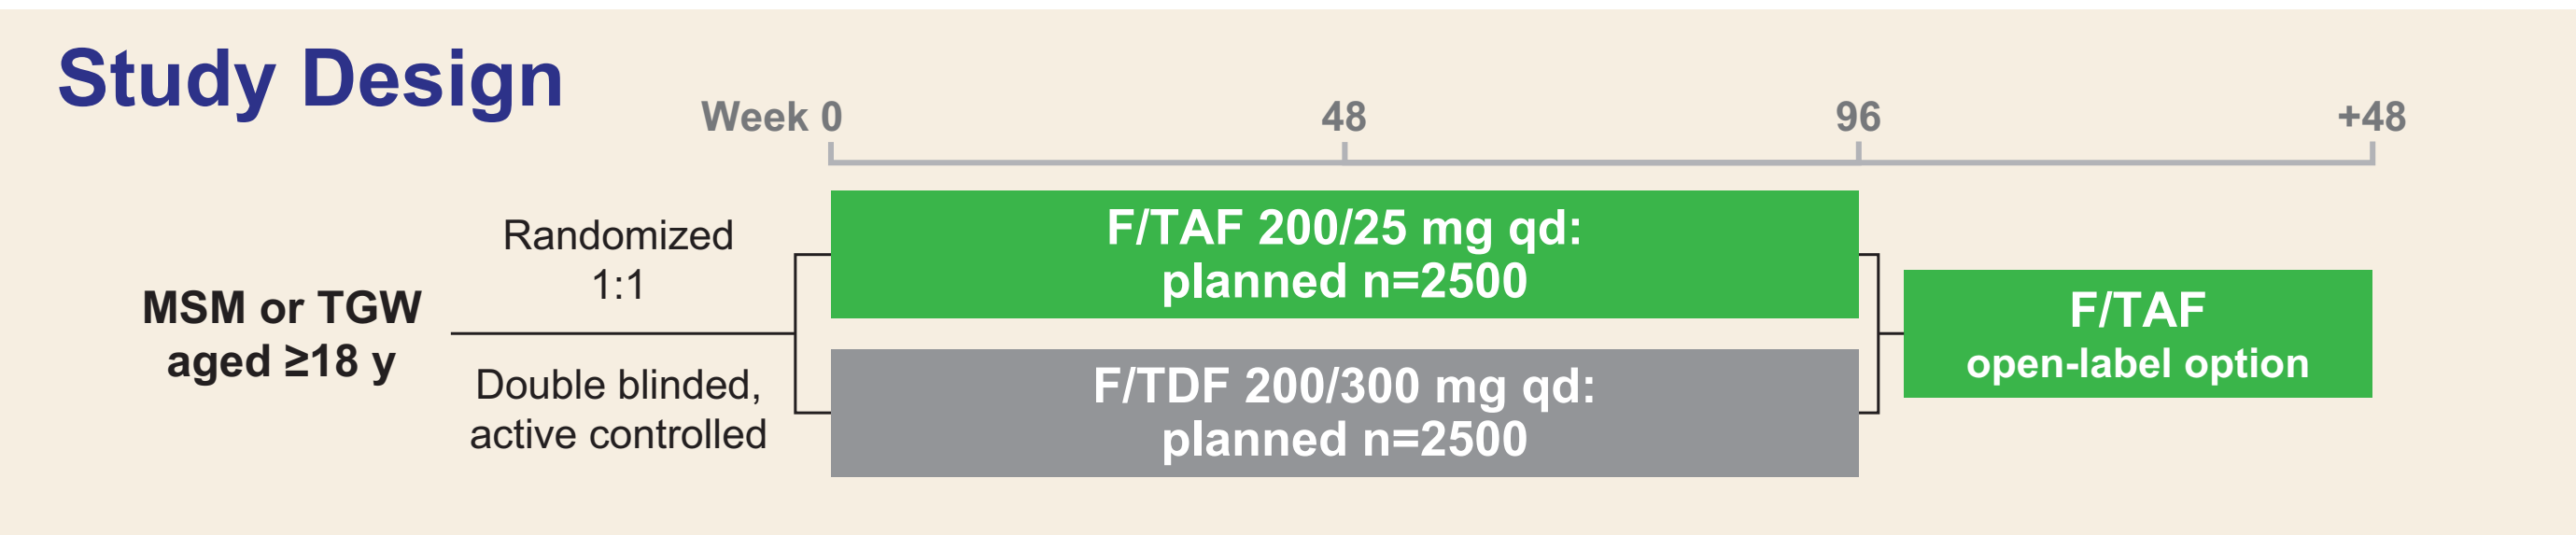 Study Design
Week 0 48 96 +48
MSM or TGW
aged ≥18 y
Randomized
1:1
Double blinded,
active controlled
F/TAF 200/25 mg qd:
planned n=2500
F/TDF 200/300 mg qd:
planned n=2500
F/TAF
open-label option